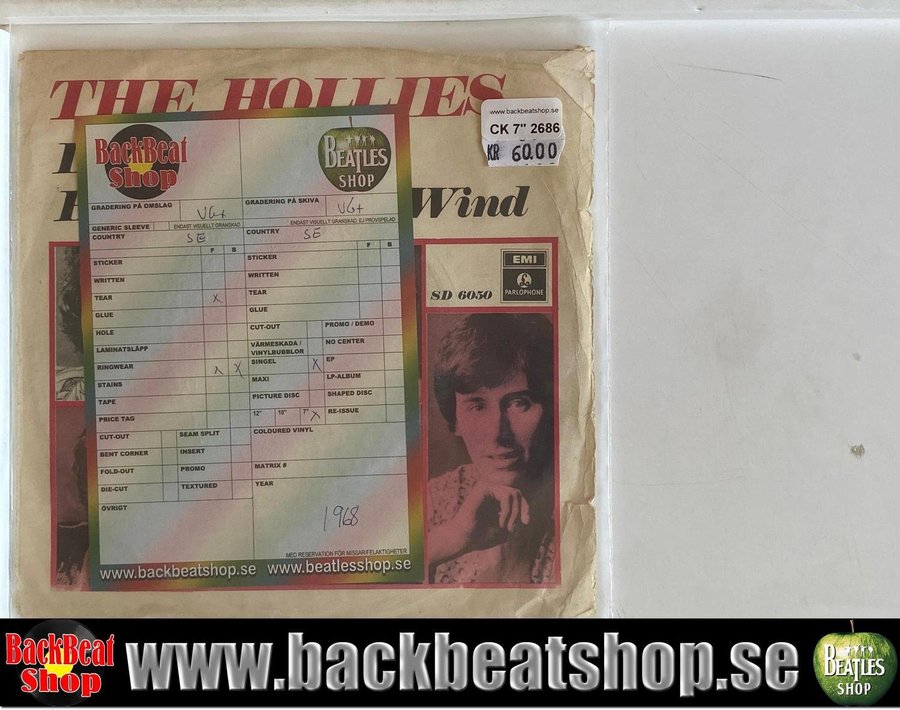 THE HOLLIES
www.backbeatshop.se
CK 7" 2686
KR 60.00
Wind
EMI
PARLOPHONE
SD 6050
BackBeat
Shop
BEATLES
SHOP
GRADERING PÅ OMSLAG
VG+
GENERIC SLEEVE
ENDAST VISUELLT GRANSKAD
COUNTRY
SE
F B
STICKER
WRITTEN
TEAR X
GLUE
HOLE
LAMINATSLÄPP
RINGWEAR X X
STAINS
TAPE
PRICE TAG
CUT-OUT SEAM SPLIT
BENT CORNER INSERT
FOLD-OUT PROMO
DIE-CUT TEXTURED
ÖVRIGT
GRADERING PÅ SKIVA
VG+
ENDAST VISUELLT GRANSKAD, EJ PROVSPELAD
COUNTRY
SE
F B
STICKER
WRITTEN
TEAR
GLUE
CUT-OUT PROMO / DEMO
VÄRMESKADA /
VINYLBUBBLOR NO CENTER
SINGEL X EP
MAXI LP-ALBUM
PICTURE DISC SHAPED DISC
12" 10" 7" X RE-ISSUE
COLOURED VINYL
MATRIX #
YEAR
1968
MED RESERVATION FÖR MISSAR/FELAKTIGHETER
www.backbeatshop.se www.beatlesshop.se
BackBeat
Shop
www.backbeatshop.se
BEATLES
SHOP